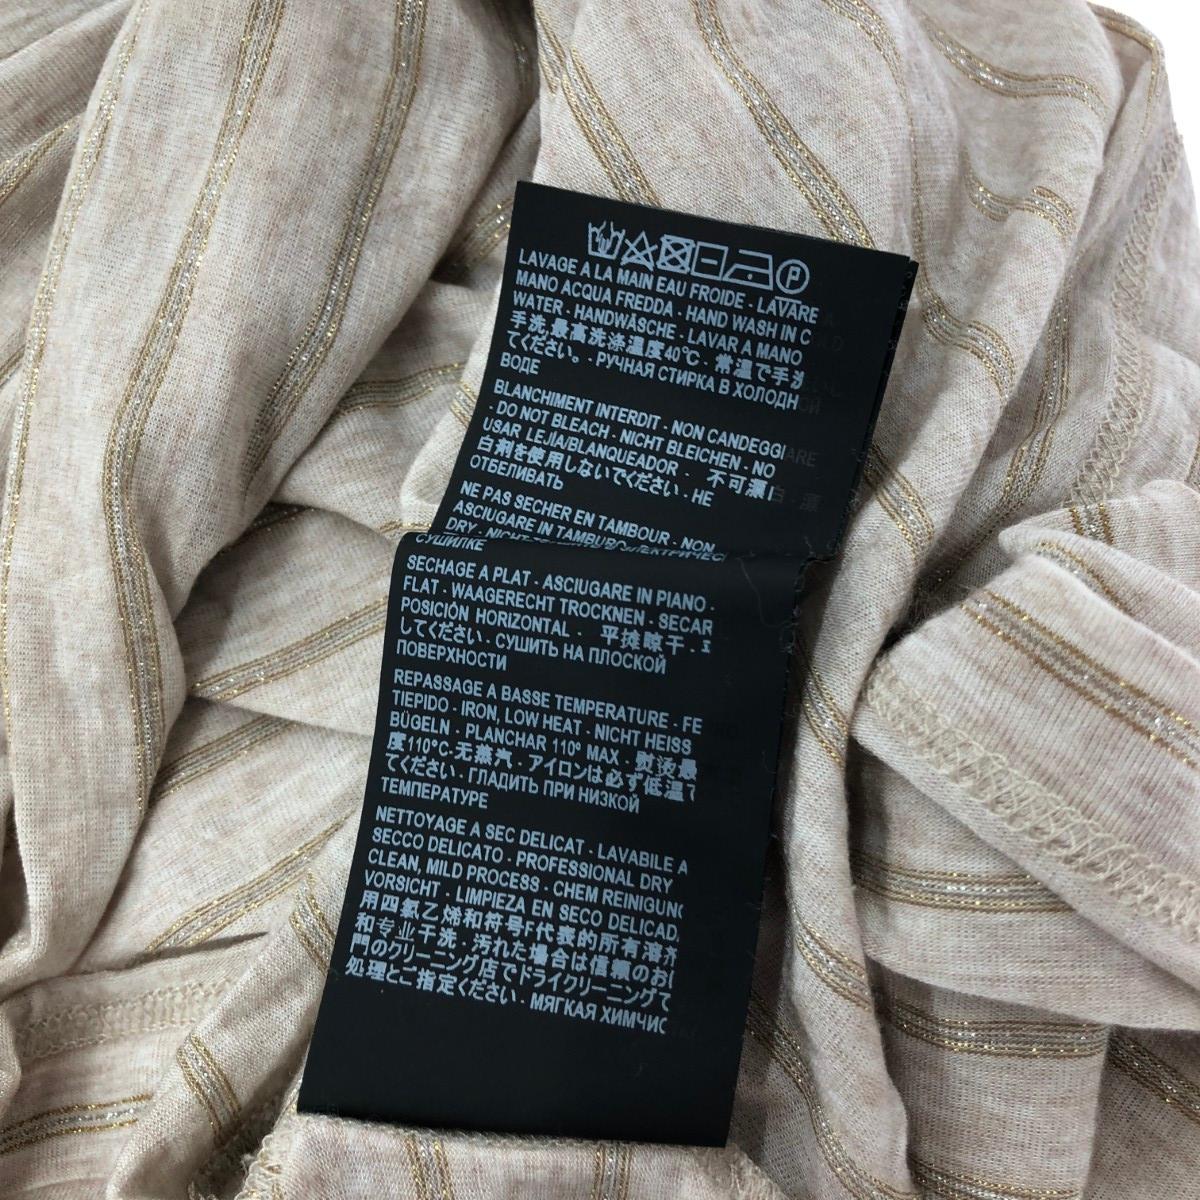 LAVAGE A LA MAIN EAU FROIDE - LAVARE
MANO ACQUA FREDDA - HAND WASH IN C
WATER - HANDWÄSCHE - LAVAR A MANO
手洗,最高洗涤温度40℃ - 常温で手洗
てください。- РУЧНАЯ СТИРКА В ХОЛОДН
ВОДЕ
BLANCHIMENT INTERDIT - NON CANDEGGIARE
- DO NOT BLEACH - NICHT BLEICHEN - NO
USAR LEJIA/BLANQUEADOR - 不可漂
白剤を使用しないでください - НЕ
ОТБЕЛИВАТЬ
NE PAS SECHER EN TAMBOUR - NON
ASCIUGARE IN TAMBURO
DRY - NICHT
СУШИЛКЕ
SECHAGE A PLAT - ASCIUGARE IN PIANO -
FLAT - WAAGERECHT TROCKNEN - SECAR
POSICIÓN HORIZONTAL - 平摊晾干 -
してください - СУШИТЬ НА ПЛОСКОЙ
ПОВЕРХНОСТИ
REPASSAGE A BASSE TEMPERATURE - FE
TIEPIDO - IRON, LOW HEAT - NICHT HEISS
BÜGELN - PLANCHAR 110° MAX - 熨烫最
度110°C-无蒸汽 - アイロンは必ず低温で
てください - ГЛАДИТЬ ПРИ НИЗКОЙ
ТЕМПЕРАТУРЕ
NETTOYAGE A SEC DELICAT - LAVABILE A
SECCO DELICATO - PROFESSIONAL DRY
CLEAN, MILD PROCESS - CHEM REINIGUNG
VORSICHT - LIMPIEZA EN SECO DELICAD
用四氯乙烯和符号F代表的所有溶剂
和专业干洗 - 汚れた場合は信頼のお
門のクリーニング店でドライクリーニングで
処理とご指定ください - МЯГКАЯ ХИМЧИС